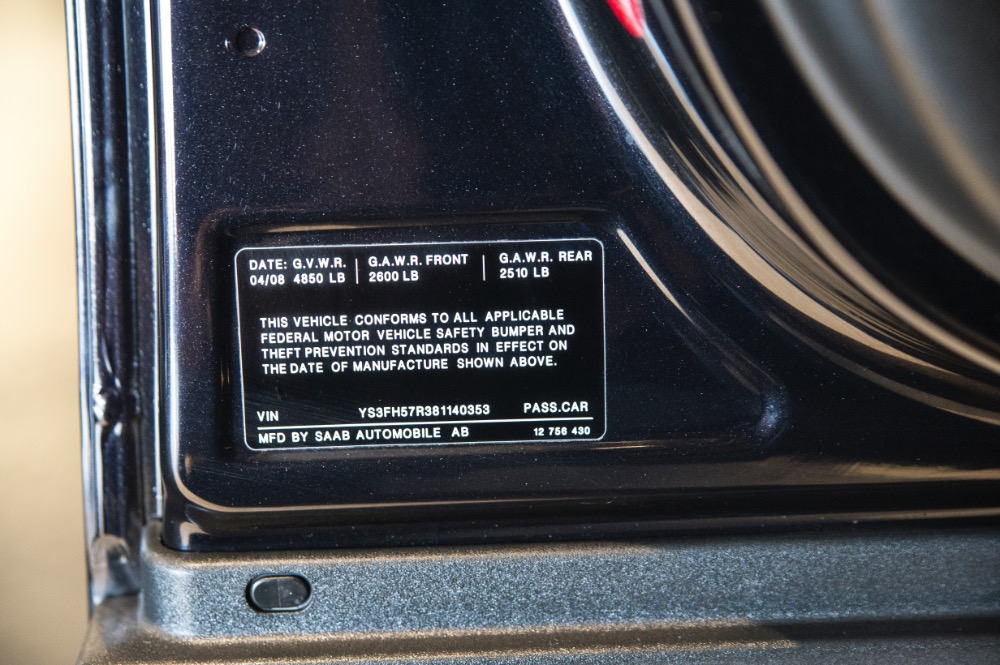 DATE: G.V.W.R. G.A.W.R. FRONT G.A.W.R. REAR
04/08 4850 LB 2600 LB 2510 LB
THIS VEHICLE CONFORMS TO ALL APPLICABLE
FEDERAL MOTOR VEHICLE SAFETY BUMPER AND
THEFT PREVENTION STANDARDS IN EFFECT ON
THE DATE OF MANUFACTURE SHOWN ABOVE.
VIN YS3FH57R381140353 PASS.CAR
MFD BY SAAB AUTOMOBILE AB 12 756 430